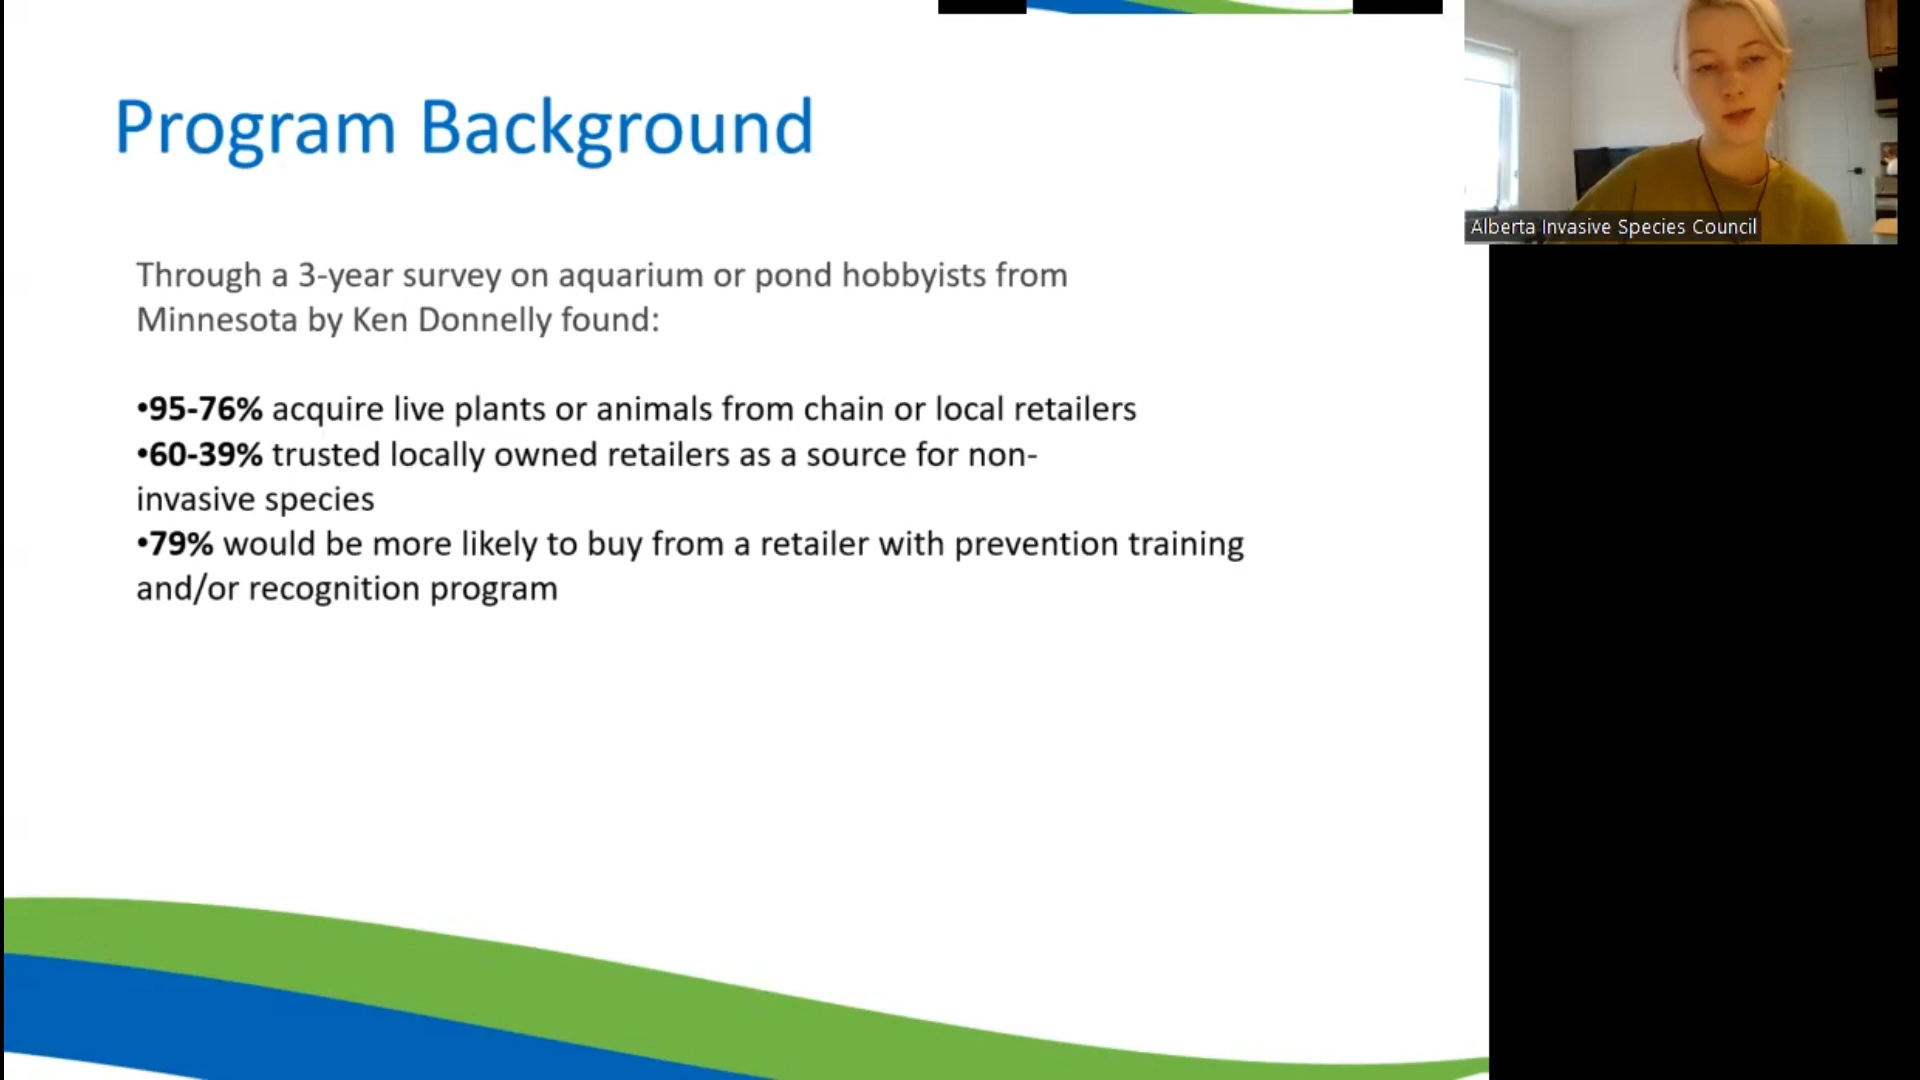 Program Background
Alberta Invasive Species Council
Through a 3-year survey on aquarium or pond hobbyists from
Minnesota by Ken Donnelly found:
•95-76% acquire live plants or animals from chain or local retailers
•60-39% trusted locally owned retailers as a source for non-
invasive species
•79% would be more likely to buy from a retailer with prevention training
and/or recognition program